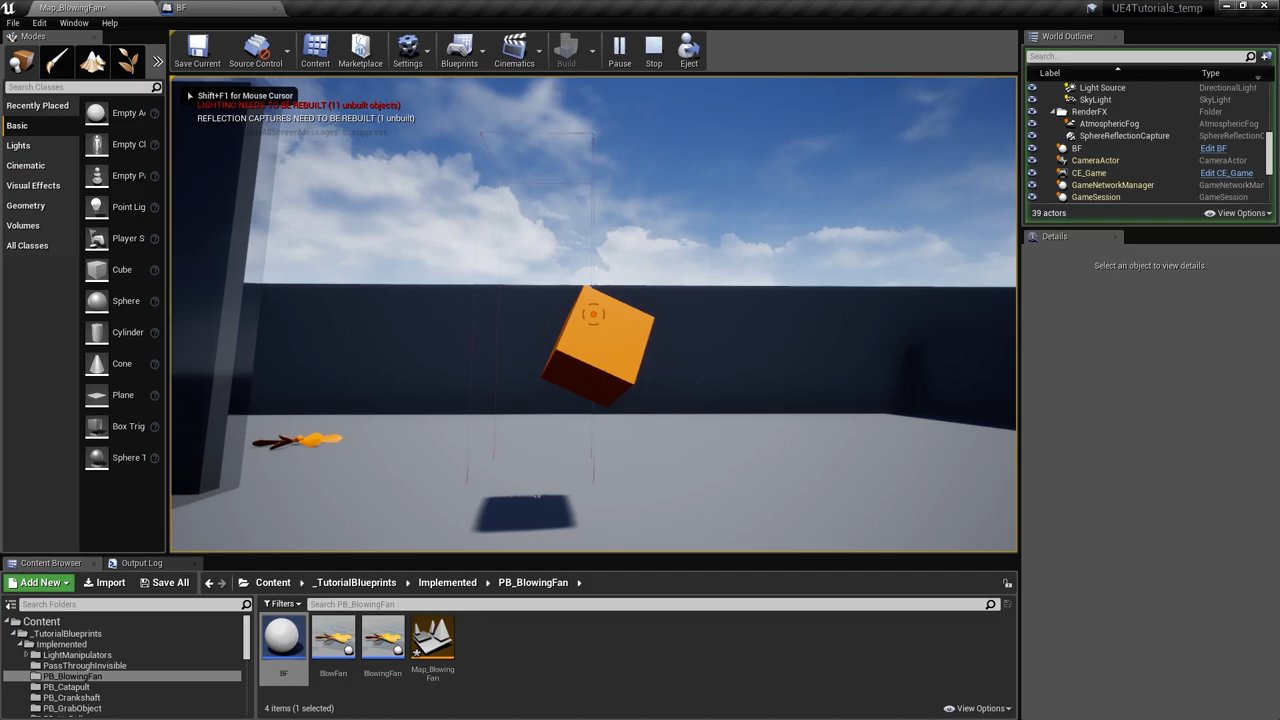 Map_BlowingFan*
BF
UE4Tutorials_temp
File
Edit
Window
Help
Modes
Search Classes
Recently Placed
Basic
Lights
Cinematic
Visual Effects
Geometry
Volumes
All Classes
Empty A
Empty Cl
Empty P
Point Lig
Player S
Cube
Sphere
Cylinder
Cone
Plane
Box Trig
Sphere T
Save Current
Source Control
Content
Marketplace
Settings
Blueprints
Cinematics
Build
Pause
Stop
Eject
Shift+F1 for Mouse Cursor
LIGHTING NEEDS TO BE REBUILT (11 unbuilt objects)
REFLECTION CAPTURES NEED TO BE REBUILT (1 unbuilt)
to suppress
World Outliner
Search...
Label
Type
Light Source
DirectionalLight
SkyLight
SkyLight
RenderFX
Folder
AtmosphericFog
AtmosphericFog
SphereReflectionCapture
SphereReflectionC
BF
Edit BF
CameraActor
CameraActor
CE_Game
Edit CE_Game
GameNetworkManager
GameNetworkMan
GameSession
GameSession
39 actors
View Options
Details
Select an object to view details
Content Browser
Output Log
Add New
Import
Save All
Content
_TutorialBlueprints
Implemented
PB_BlowingFan
Search Folders
Content
_TutorialBlueprints
Implemented
LightManipulators
PassThroughInvisible
PB_BlowingFan
PB_Catapult
PB_Crankshaft
PB_GrabObject
Filters
Search PB_BlowingFan
BF
BlowFan
BlowingFan
Map_Blowing
Fan
4 items (1 selected)
View Options